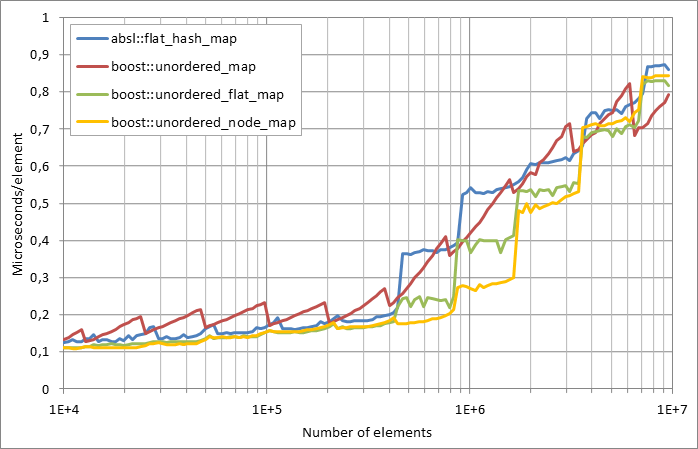 1
0,9
0,8
0,7
0,6
0,5
0,4
0,3
0,2
0,1
0
Microseconds/element
absl::flat_hash_map
boost::unordered_map
boost::unordered_flat_map
boost::unordered_node_map
1E+4 1E+5 1E+6 1E+7
Number of elements